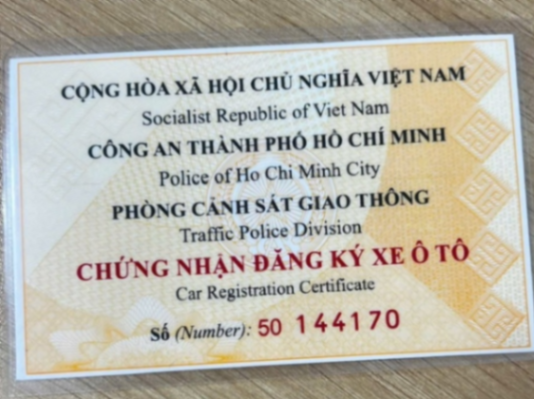 CỘNG HÒA XÃ HỘI CHỦ NGHĨA VIỆT NAM
Socialist Republic of Viet Nam
CÔNG AN THÀNH PHỐ HỒ CHÍ MINH
Police of Ho Chi Minh City
PHÒNG CẢNH SÁT GIAO THÔNG
Traffic Police Division
CHỨNG NHẬN ĐĂNG KÝ XE Ô TÔ
Car Registration Certificate
Số (Number): 50 144170